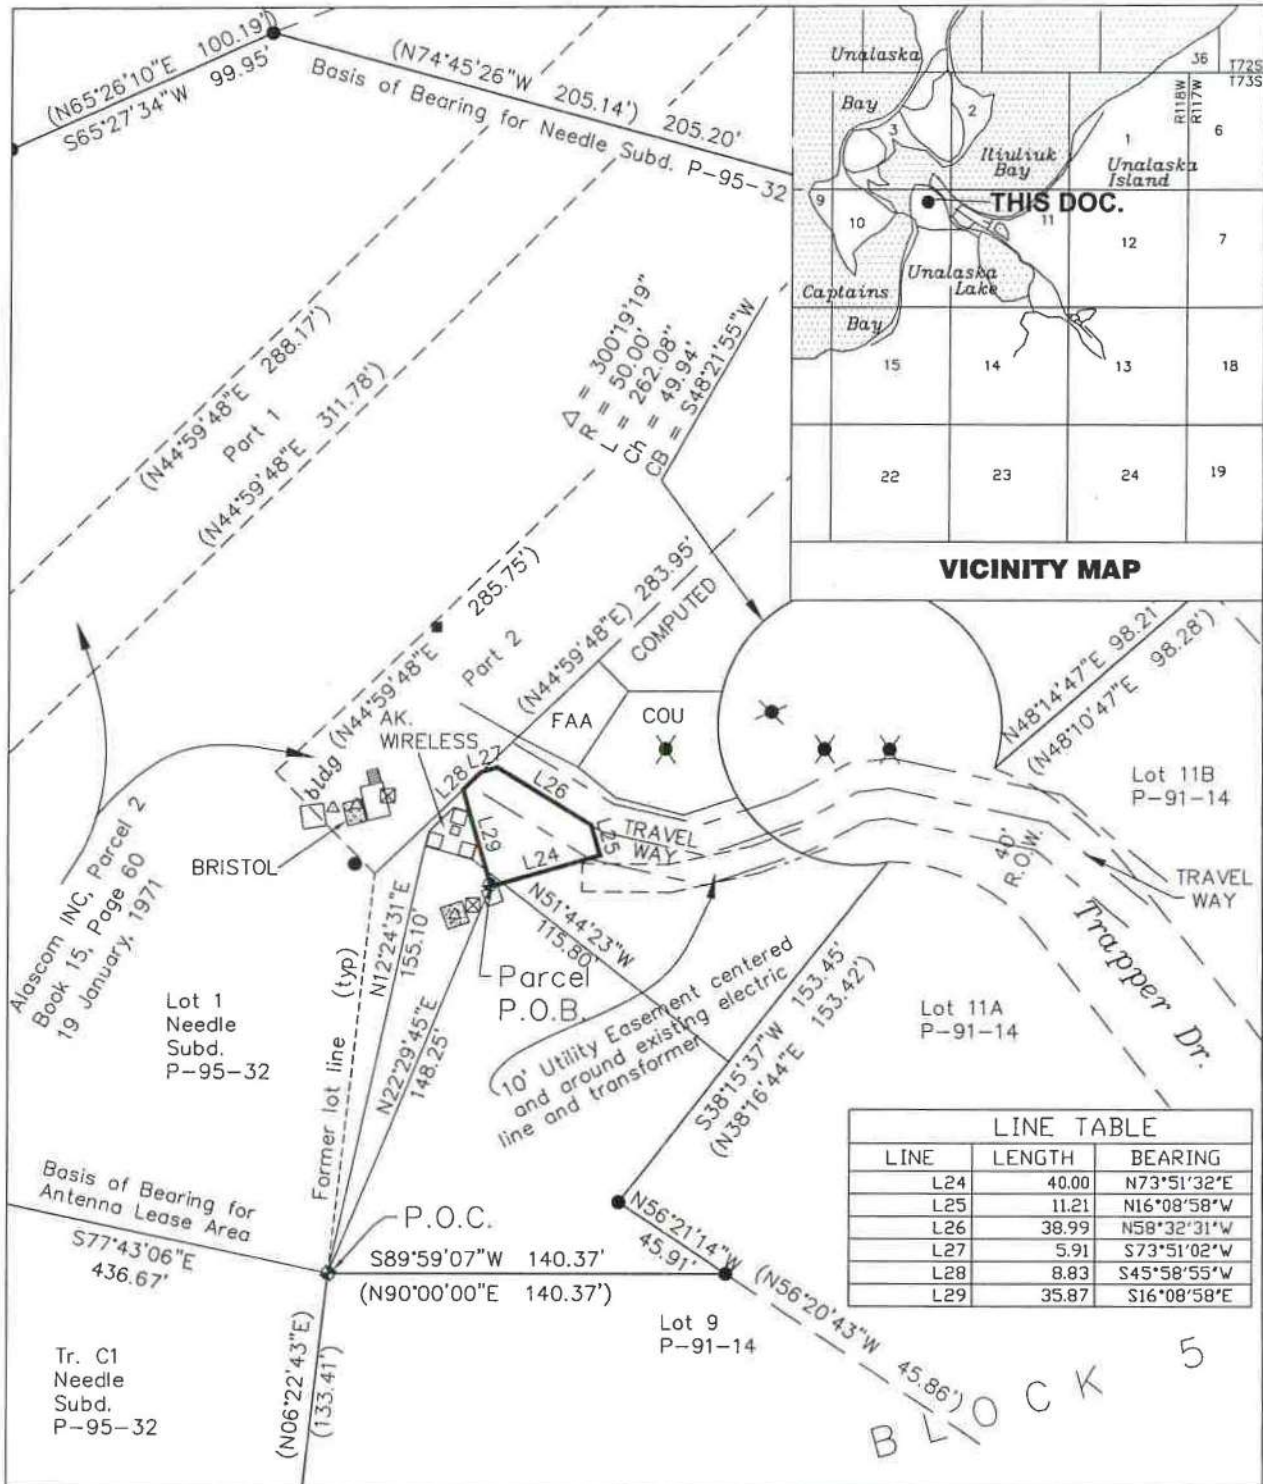 (N65°26'10"E 100.19')
S65°27'34"W 99.95'
(N74°45'26"W 205.14') 205.20'
Basis of Bearing for Needle Subd. P-95-32
Unalaska
Bay
36
T72S
T73S
R118W
R117W
2
3
1
6
Iliuliuk
Bay
Unalaska
Island
THIS DOC.
9
10
11
12
7
Unalaska
Lake
Captains
Bay
15
14
13
18
22
23
24
19
VICINITY MAP
(N44°59'48"E 288.17')
Part 1
(N44°59'48"E 311.78')
Δ = 300°19'19"
R = 50.00'
L = 262.08"
Ch = 49.94'
CB = S48°21'55"W
(N44°59'48"E 285.75')
Part 2
(N44°59'48"E) 283.95'
COMPUTED
AK.
WIRELESS
FAA
COU
bldg
L28
L27
L26
L25
L29
L24
TRAVEL
WAY
BRISTOL
N48°14'47"E 98.21
(N48°10'47"E 98.28')
Lot 11B
P-91-14
40'
R.O.W.
TRAVEL
WAY
Trapper Dr.
Alascom INC, Parcel 2
Book 15, Page 60
19 January, 1971
Lot 1
Needle
Subd.
P-95-32
Former lot line (typ)
N12°24'31"E
155.10'
N22°29'45"E
148.25'
N51°44'23"W
115.80'
Parcel
P.O.B.
10' Utility Easement centered
and around existing electric
line and transformer
S38°15'37"W 153.45'
(N38°16'44"E 153.42')
Lot 11A
P-91-14
Basis of Bearing for
Antenna Lease Area
S77°43'06"E
436.67'
P.O.C.
S89°59'07"W 140.37'
(N90°00'00"E 140.37')
N56°21'14"W
45.91'
(N56°20'43"W 45.86')
Lot 9
P-91-14
(N06°22'43"E)
(133.41')
Tr. C1
Needle
Subd.
P-95-32
BLOCK 5
LINE TABLE
LINE LENGTH BEARING
L24 40.00 N73°51'32"E
L25 11.21 N16°08'58"W
L26 38.99 N58°32'31"W
L27 5.91 S73°51'02"W
L28 8.83 S45°58'55"W
L29 35.87 S16°08'58"E